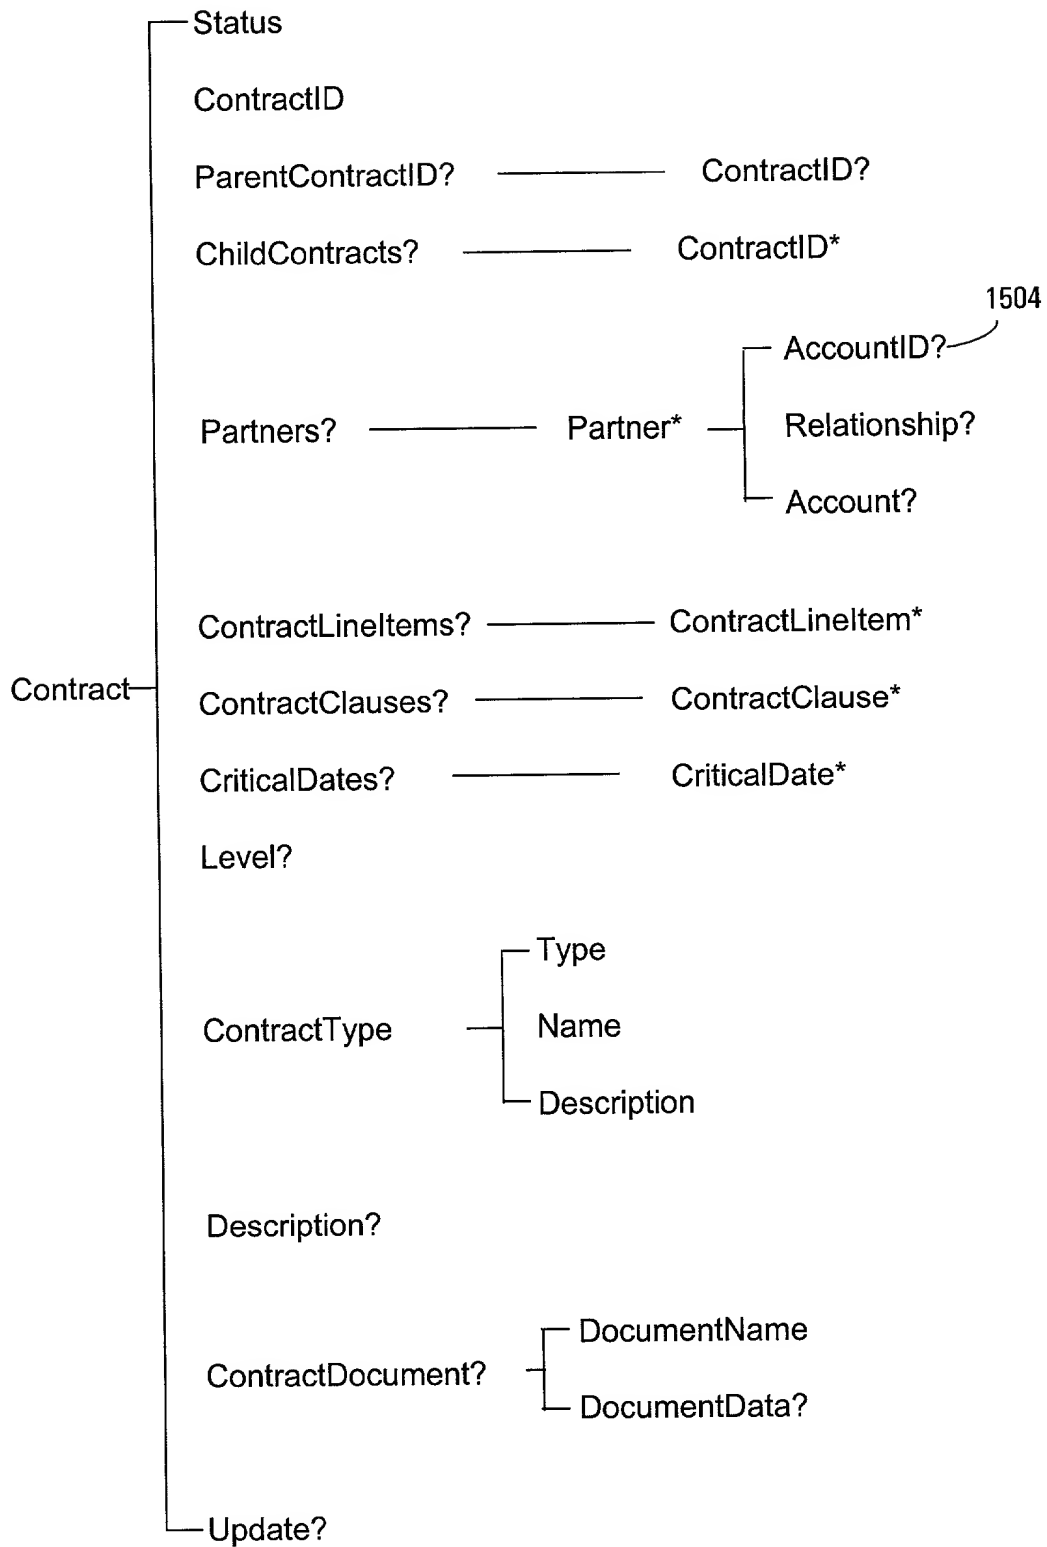 Status
ContractID
ParentContractID? ContractID?
ChildContracts? ContractID*
1504
AccountID?
Partners? Partner* Relationship?
Account?
ContractLineItems? ContractLineItem*
Contract
ContractClauses? ContractClause*
CriticalDates? CriticalDate*
Level?
Type
ContractType Name
Description
Description?
DocumentName
ContractDocument?
DocumentData?
Update?